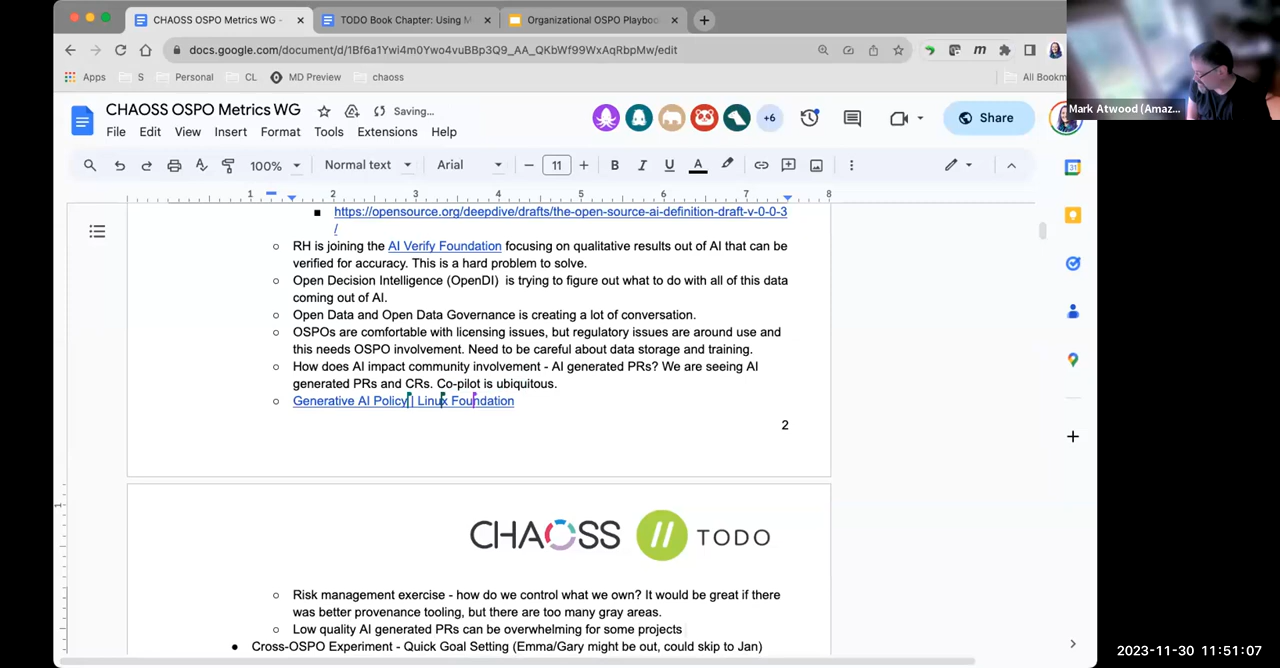 CHAOSS OSPO Metrics WG -
TODO Book Chapter: Using M
Organizational OSPO Playboo
docs.google.com/document/d/1Bf6a1Ywi4m0Ywo4vuBBp3Q9_AA_QKbWf99WxAqRbpMw/edit
Apps
S
Personal
CL
MD Preview
chaoss
All Bookm
Mark Atwood (Amaz...
CHAOSS OSPO Metrics WG
Saving...
+6
Share
File Edit View Insert Format Tools Extensions Help
100%
Normal text
Arial
11
B I U A
1 1 2 3 4 5 6 7 8
https://opensource.org/deepdive/drafts/the-open-source-ai-definition-draft-v-0-0-3
/
RH is joining the AI Verify Foundation focusing on qualitative results out of AI that can be
verified for accuracy. This is a hard problem to solve.
Open Decision Intelligence (OpenDI) is trying to figure out what to do with all of this data
coming out of AI.
Open Data and Open Data Governance is creating a lot of conversation.
OSPOs are comfortable with licensing issues, but regulatory issues are around use and
this needs OSPO involvement. Need to be careful about data storage and training.
How does AI impact community involvement - AI generated PRs? We are seeing AI
generated PRs and CRs. Co-pilot is ubiquitous.
Generative AI Policy | Linux Foundation
2
CHAOSS
TODO
Risk management exercise - how do we control what we own? It would be great if there
was better provenance tooling, but there are too many gray areas.
Low quality AI generated PRs can be overwhelming for some projects
Cross-OSPO Experiment - Quick Goal Setting (Emma/Gary might be out, could skip to Jan)
2023-11-30 11:51:07